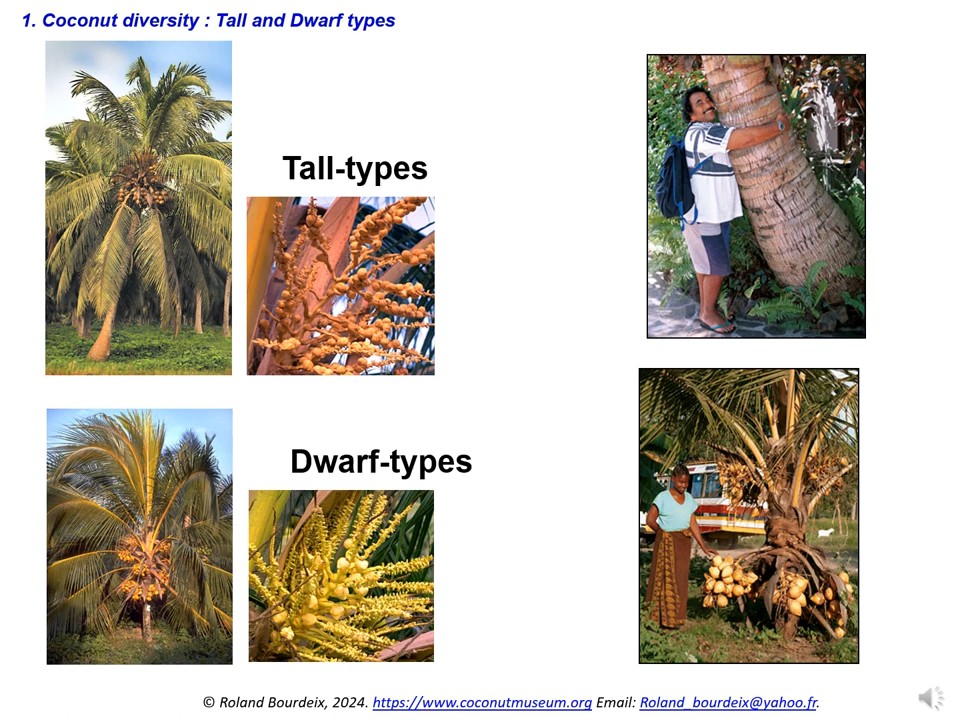 1. Coconut diversity : Tall and Dwarf types
Tall-types
Dwarf-types
© Roland Bourdeix, 2024. https://www.coconutmuseum.org Email: Roland_bourdeix@yahoo.fr.